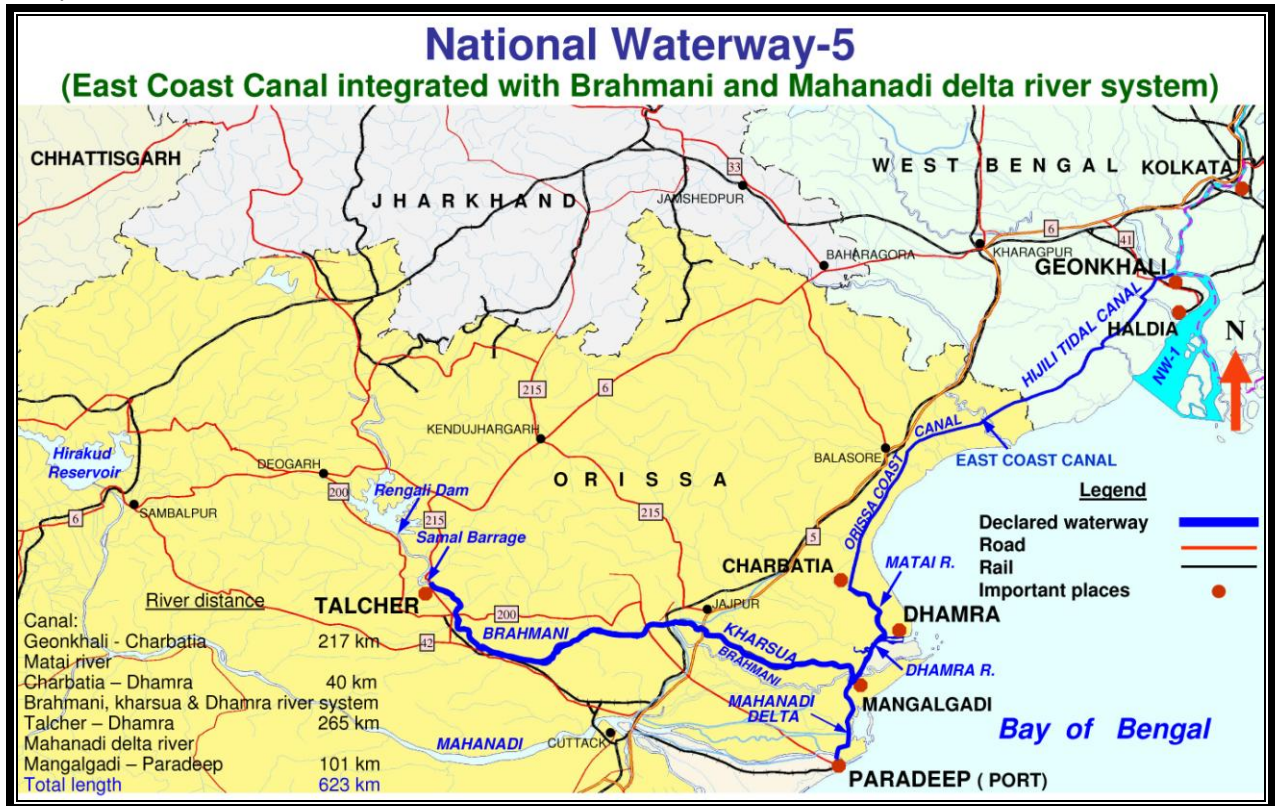 National Waterway-5
(East Coast Canal integrated with Brahmani and Mahanadi delta river system)
CHHATTISGARH
JHARKHAND
33
JAMSHEDPUR
WEST BENGAL
KOLKATA
6
41
KHARAGPUR
BAHARAGORA
GEONKHALI
HALDIA
HIJILI TIDAL CANAL
NW-1
N
215
6
KENDUJHARGARH
Hirakud
Reservoir
DEOGARH
ORISSA
BALASORE
CANAL
ORISSA COAST
EAST COAST CANAL
200
Rengali Dam
6
SAMBALPUR
215
Samal Barrage
215
5
Legend
Declared waterway
Road
Rail
Important places
CHARBATIA
MATAI R.
TALCHER
JAJPUR
200
42
BRAHMANI
KHARSUA
BRAHMANI
DHAMRA
DHAMRA R.
MANGALGADI
MAHANADI
DELTA
MAHANADI
CUTTACK
Bay of Bengal
PARADEEP ( PORT)
River distance
Canal:
Geonkhali - Charbatia 217 km
Matai river
Charbatia – Dhamra 40 km
Brahmani, kharsua & Dhamra river system
Talcher – Dhamra 265 km
Mahanadi delta river
Mangalgadi – Paradeep 101 km
Total length 623 km